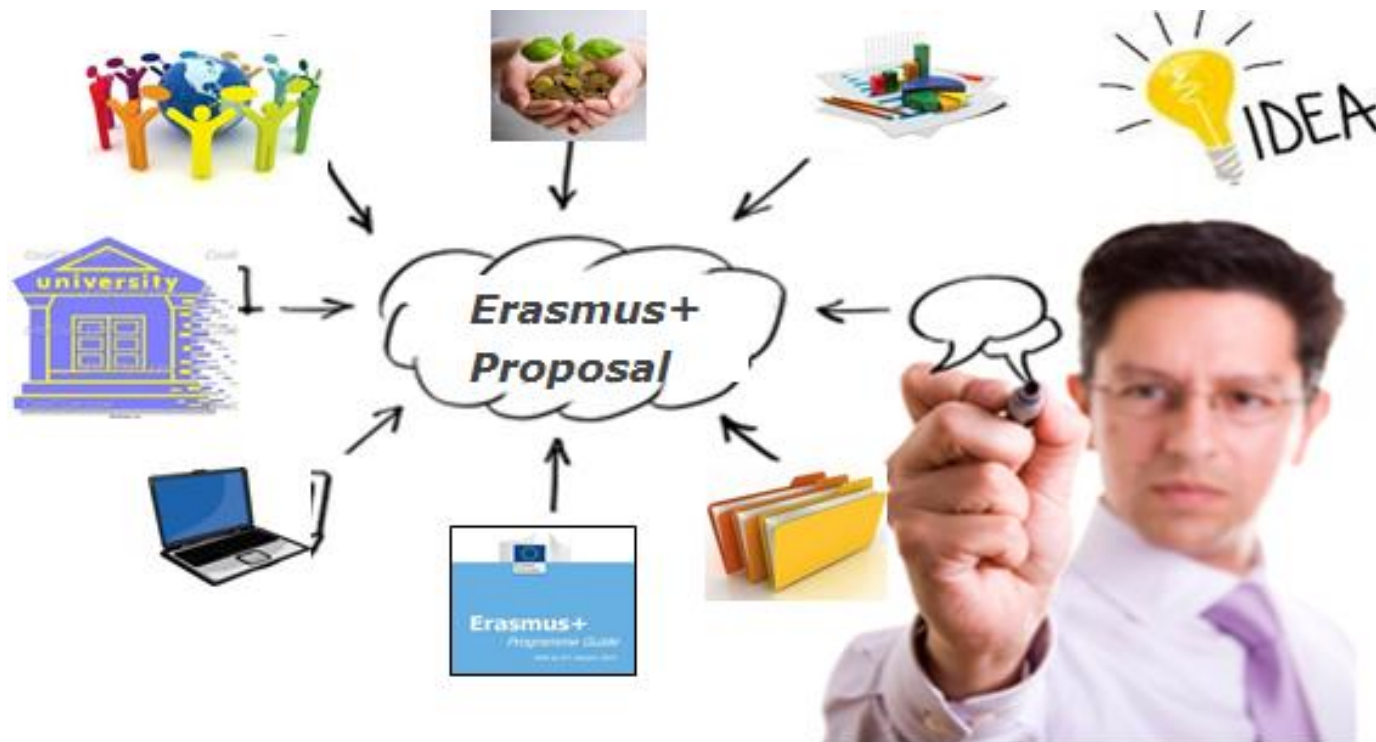 IDEA
university
Erasmus+
Proposal
Erasmus+
Programme Guide